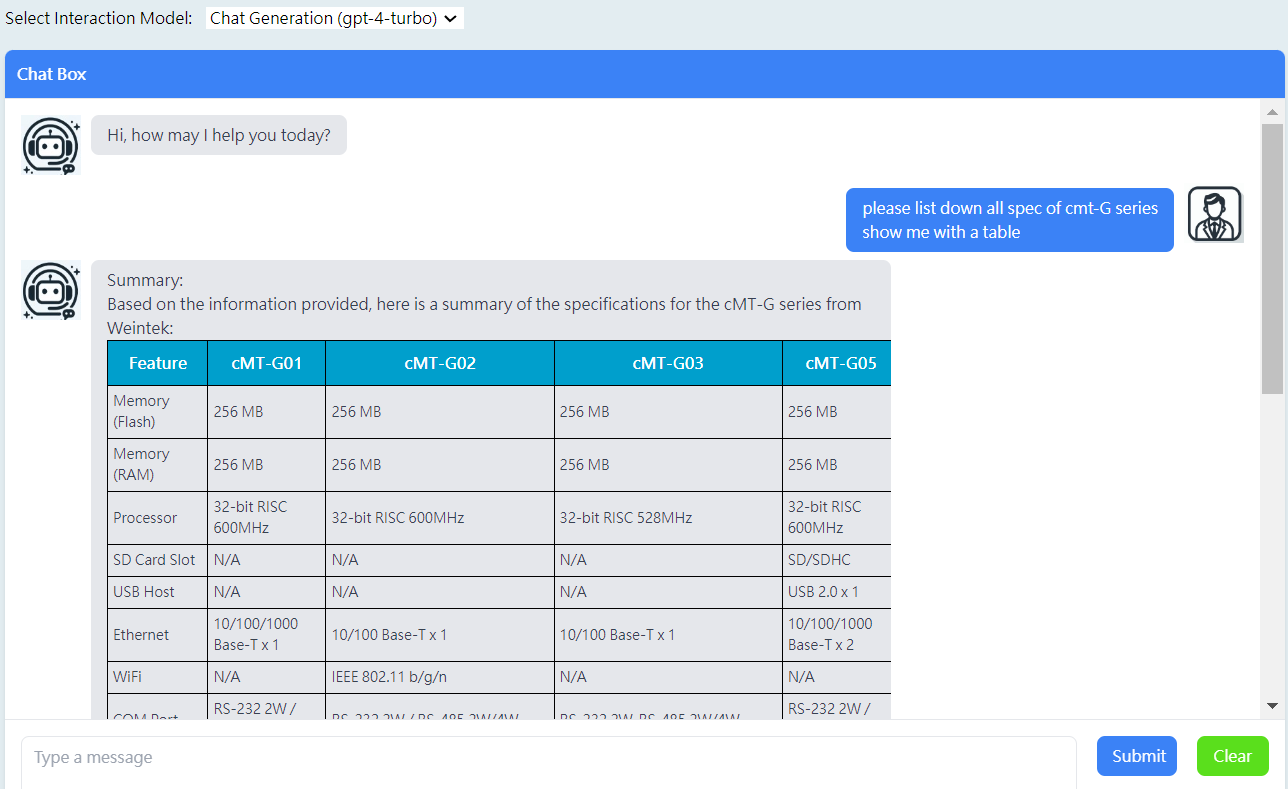 Select Interaction Model: Chat Generation (gpt-4-turbo)
Chat Box
Hi, how may I help you today?
please list down all spec of cmt-G series
show me with a table
Summary:
Based on the information provided, here is a summary of the specifications for the cMT-G series from
Weintek:
Feature cMT-G01 cMT-G02 cMT-G03 cMT-G05
Memory (Flash) 256 MB 256 MB 256 MB 256 MB
Memory (RAM) 256 MB 256 MB 256 MB 256 MB
Processor 32-bit RISC 600MHz 32-bit RISC 600MHz 32-bit RISC 528MHz 32-bit RISC 600MHz
SD Card Slot N/A N/A N/A SD/SDHC
USB Host N/A N/A N/A USB 2.0 x 1
Ethernet 10/100/1000 Base-T x 1 10/100 Base-T x 1 10/100 Base-T x 1 10/100/1000 Base-T x 2
WiFi N/A IEEE 802.11 b/g/n N/A N/A
COM Port RS-232 2W / RS-232 2W / RS-485 2W/4W RS-232 2W, RS-485 2W/4W RS-232 2W /
Type a message
Submit
Clear